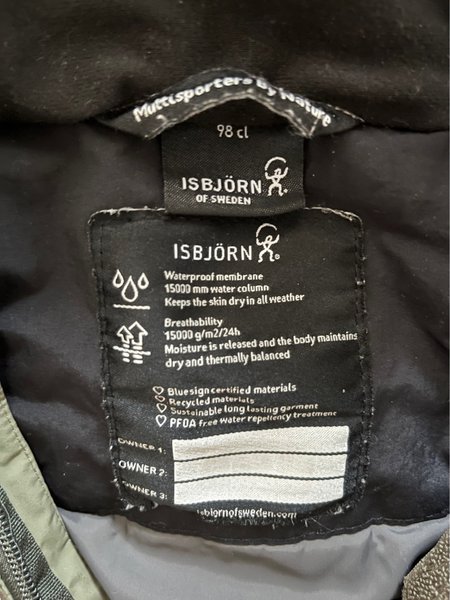 Multisporters By Nature
98 cl
ISBJÖRN
OF SWEDEN
ISBJÖRN
Waterproof membrane
15000 mm water column
Keeps the skin dry in all weather
Breathability
15000 g/m2/24h
Moisture is released and the body maintains
dry and thermally balanced
Bluesign certified materials
Recycled materials
Sustainable long lasting garment
PFOA free water repellency treatment
OWNER 1:
OWNER 2:
OWNER 3:
isbjornofsweden.com